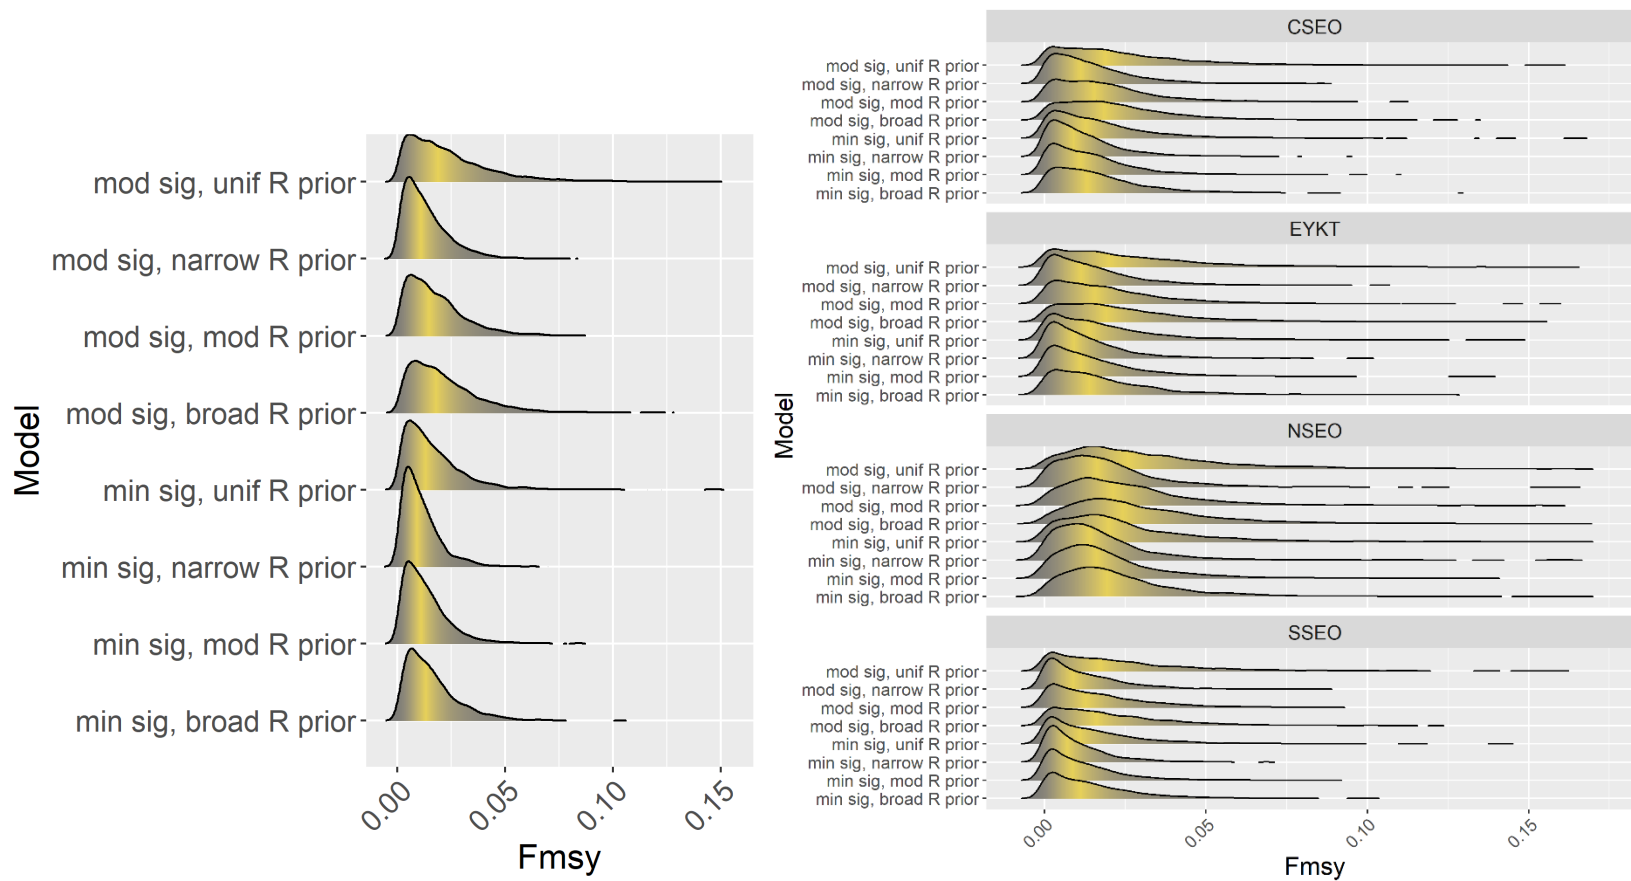 Model
mod sig, unif R prior
mod sig, narrow R prior
mod sig, mod R prior
mod sig, broad R prior
min sig, unif R prior
min sig, narrow R prior
min sig, mod R prior
min sig, broad R prior
0.00 0.05 0.10 0.15
Fmsy
Model
CSEO
mod sig, unif R prior
mod sig, narrow R prior
mod sig, mod R prior
mod sig, broad R prior
min sig, unif R prior
min sig, narrow R prior
min sig, mod R prior
min sig, broad R prior
EYKT
mod sig, unif R prior
mod sig, narrow R prior
mod sig, mod R prior
mod sig, broad R prior
min sig, unif R prior
min sig, narrow R prior
min sig, mod R prior
min sig, broad R prior
NSEO
mod sig, unif R prior
mod sig, narrow R prior
mod sig, mod R prior
mod sig, broad R prior
min sig, unif R prior
min sig, narrow R prior
min sig, mod R prior
min sig, broad R prior
SSEO
mod sig, unif R prior
mod sig, narrow R prior
mod sig, mod R prior
mod sig, broad R prior
min sig, unif R prior
min sig, narrow R prior
min sig, mod R prior
min sig, broad R prior
0.00 0.05 0.10 0.15
Fmsy